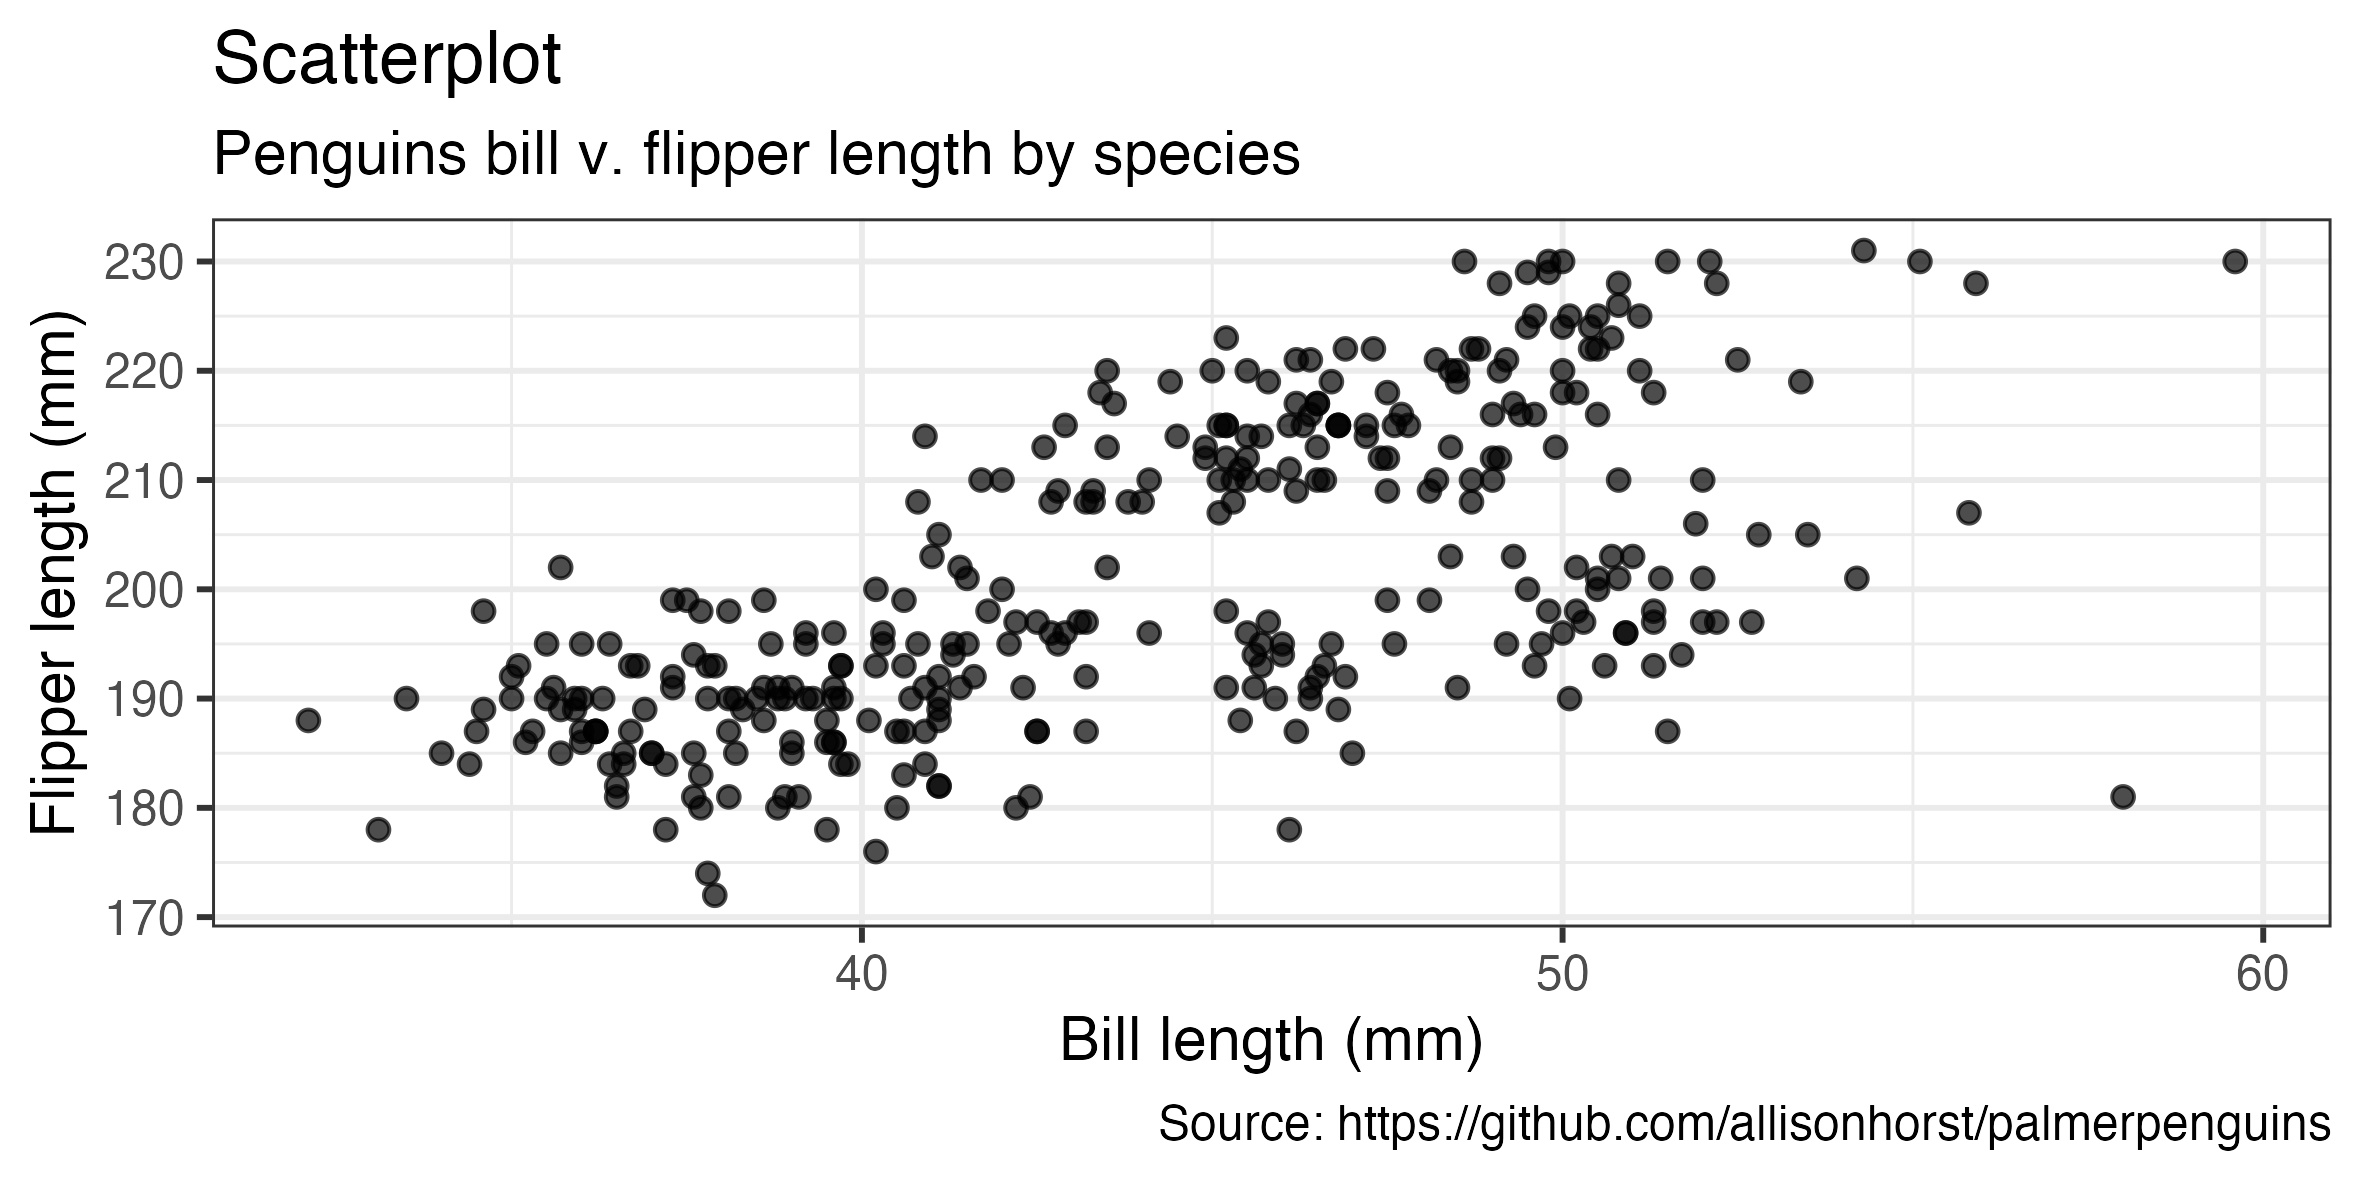 Scatterplot
Penguins bill v. flipper length by species
Flipper length (mm)
230
220
210
200
190
180
170
40 50 60
Bill length (mm)
Source: https://github.com/allisonhorst/palmerpenguins